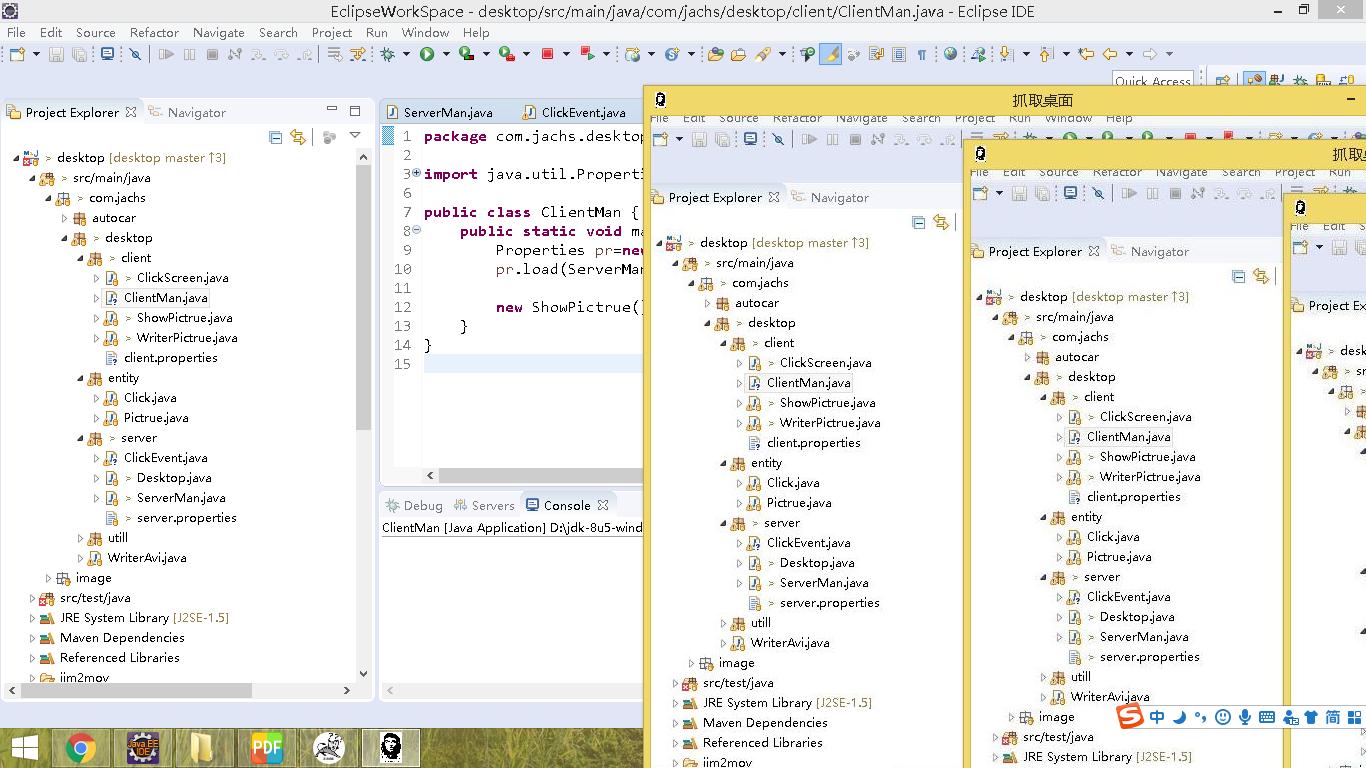 EclipseWorkSpace - desktop/src/main/java/com/jachs/desktop/client/ClientMan.java - Eclipse IDE
File Edit Source Refactor Navigate Search Project Run Window Help
Quick Access
Project Explorer Navigator
> desktop [desktop master ↑3]
> src/main/java
> com.jachs
autocar
> desktop
> client
> ClickScreen.java
ClientMan.java
> ShowPictrue.java
> WriterPictrue.java
client.properties
entity
> Click.java
Pictrue.java
> server
ClickEvent.java
> Desktop.java
> ServerMan.java
> server.properties
utill
WriterAvi.java
image
src/test/java
JRE System Library [J2SE-1.5]
Maven Dependencies
Referenced Libraries
iim2mov
ServerMan.java ClickEvent.java
1 package com.jachs.deskto
2
3 import java.util.Properti
6
7 public class ClientMan {
8 public static void ma
9 Properties pr=new
10 pr.load(ServerMan
11
12 new ShowPictrue()
13 }
14 }
15
Debug Servers Console
ClientMan [Java Application] D:\jdk-8u5-wind
抓取桌面
File Edit Source Refactor Navigate Search Project Run Window Help
Project Explorer Navigator
> desktop [desktop master ↑3]
> src/main/java
> com.jachs
autocar
> desktop
> client
> ClickScreen.java
ClientMan.java
> ShowPictrue.java
> WriterPictrue.java
client.properties
entity
Click.java
Pictrue.java
> server
ClickEvent.java
> Desktop.java
ServerMan.java
> server.properties
utill
WriterAvi.java
image
src/test/java
JRE System Library [J2SE-1.5]
Maven Dependencies
Referenced Libraries
iim2mov
抓取
File Edit Source Refactor Navigate Search Project Run
Project Explorer Navigator
> desktop [desktop master ↑3]
> src/main/java
> com.jachs
autocar
> desktop
> client
> ClickScreen.java
ClientMan.java
> ShowPictrue.java
> WriterPictrue.java
client.properties
entity
Click.java
Pictrue.java
> server
ClickEvent.java
> Desktop.java
> ServerMan.java
> server.properties
utill
WriterAvi.java
image
src/test/java
JRE System Library [J2SE-1.5]
File Edit S
Project Ex
> desk
> sr
中 简
Java EE
IDE
PDF